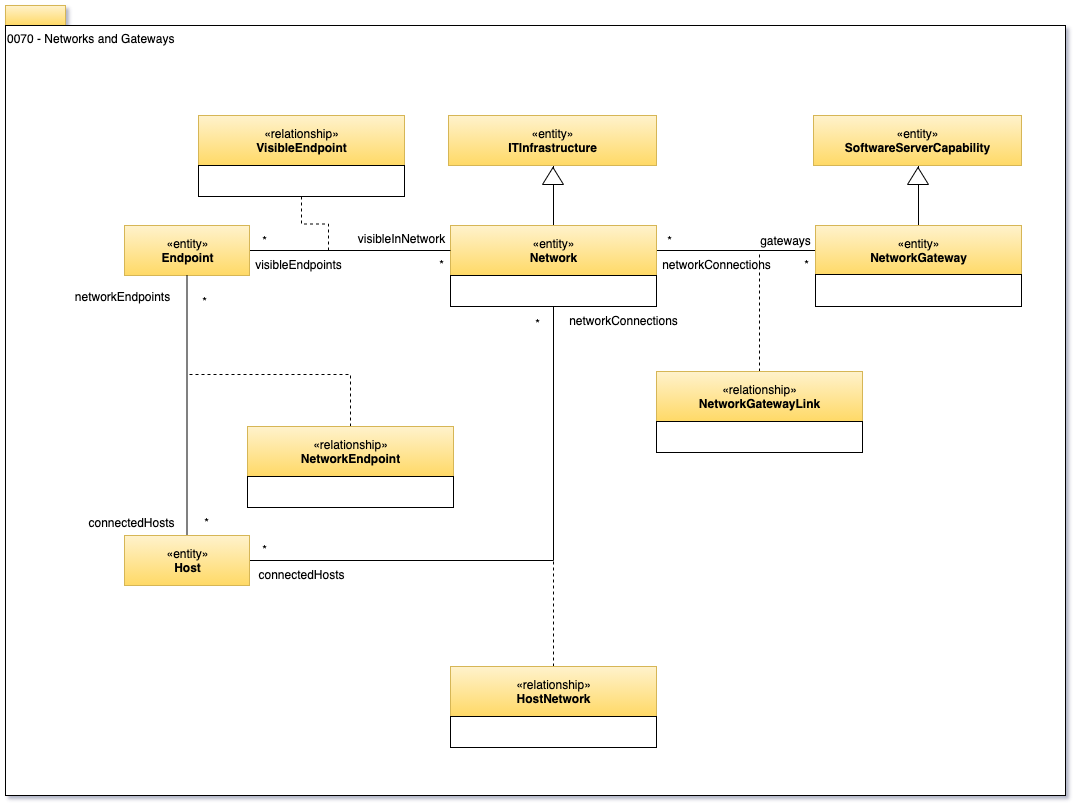 0070 - Networks and Gateways
«relationship»
VisibleEndpoint
«entity»
ITInfrastructure
«entity»
SoftwareServerCapability
«entity»
Endpoint
*
visibleEndpoints
visibleInNetwork
*
«entity»
Network
*
networkConnections
gateways
*
«entity»
NetworkGateway
networkEndpoints
*
*
networkConnections
«relationship»
NetworkGatewayLink
«relationship»
NetworkEndpoint
connectedHosts
*
«entity»
Host
*
connectedHosts
«relationship»
HostNetwork